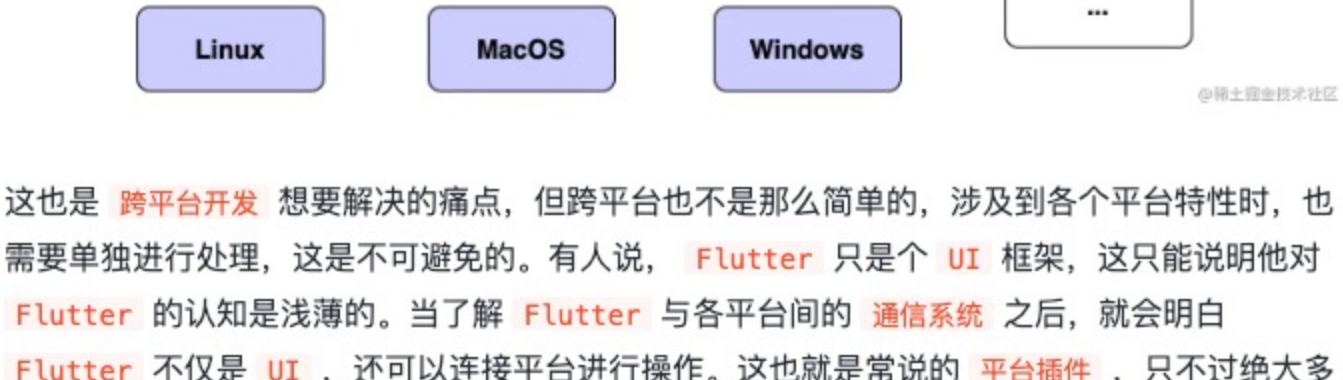 ...
Linux MacOS Windows
@稀土掘金技术社区
这也是 跨平台开发 想要解决的痛点，但跨平台也不是那么简单的，涉及到各个平台特性时，也
需要单独进行处理，这是不可避免的。有人说， Flutter 只是个 UI 框架，这只能说明他对
Flutter 的认知是浅薄的。当了解 Flutter 与各平台间的 通信系统 之后，就会明白
Flutter 不仅是 UI ，还可以连接平台进行操作。这也就是常说的 平台插件 ，只不过绝大多